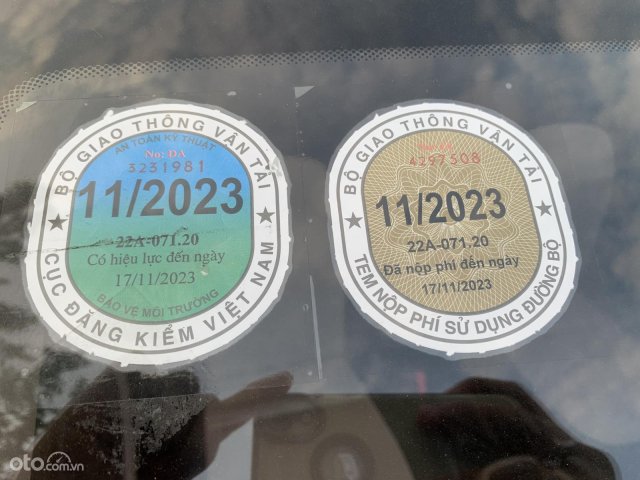 BỘ GIAO THÔNG VẬN TẢI
AN TOÀN KỸ THUẬT
No: DA
3231981
11/2023
22A-071.20
Có hiệu lực đến ngày
17/11/2023
BẢO VỆ MÔI TRƯỜNG
CỤC ĐĂNG KIỂM VIỆT NAM
BỘ GIAO THÔNG VẬN TẢI
4297508
11/2023
22A-071.20
Đã nộp phí đến ngày
17/11/2023
TEM NỘP PHÍ SỬ DỤNG ĐƯỜNG BỘ
oto.com.vn